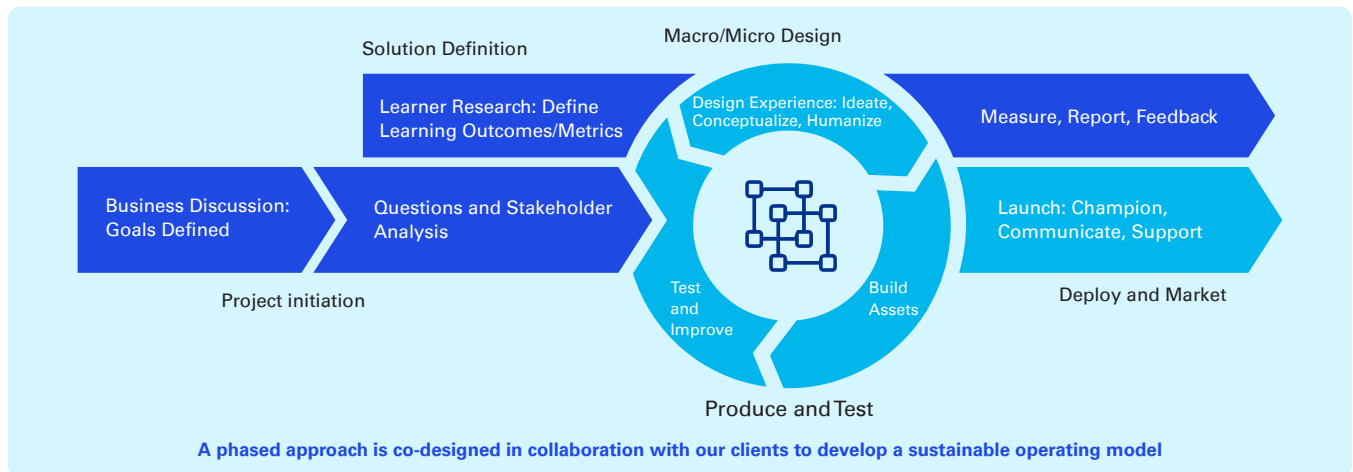 Macro/Micro Design
Solution Definition
Learner Research: Define
Learning Outcomes/Metrics
Design Experience: Ideate,
Conceptualize, Humanize
Measure, Report, Feedback
Business Discussion:
Goals Defined
Questions and Stakeholder
Analysis
Launch: Champion,
Communicate, Support
Test
and
Improve
Build
Assets
Project initiation
Deploy and Market
Produce and Test
A phased approach is co-designed in collaboration with our clients to develop a sustainable operating model